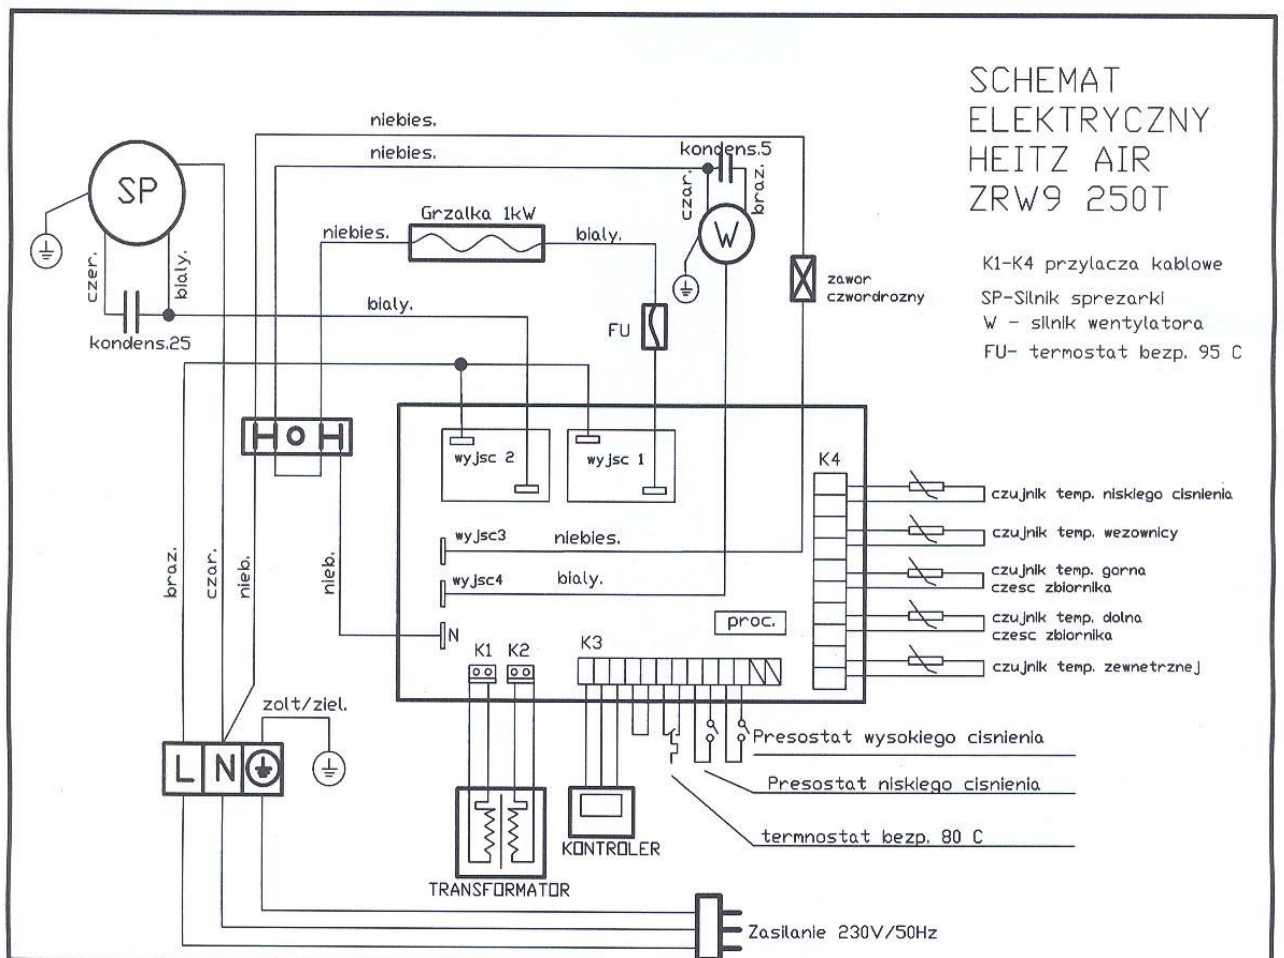 SCHEMAT
ELEKTRYCZNY
HEITZ AIR
ZRW9 250T
K1-K4 przylacza kablowe
SP-Silnik sprezarki
W - silnik wentylatora
FU- termostat bezp. 95 C
niebies.
niebies.
kondens.5
czar.
braz.
SP
W
Grzalka 1kW
niebies.
bialy.
czer.
bialy.
kondens.25
bialy.
FU
zawor
czwordrozny
O
wyjsc 2
wyjsc 1
K4
wyjsc3
niebies.
wyjsc4
bialy.
N
proc.
K1
K2
K3
czujnik temp. niskiego cisnienia
czujnik temp. wezownicy
czujnik temp. gorna
czesc zbiornika
czujnik temp. dolna
czesc zbiornika
czujnik temp. zewnetrznej
braz.
czar.
nieb.
nieb.
zolt/ziel.
L
N
TRANSFORMATOR
KONTROLER
Presostat wysokiego cisnienia
Presostat niskiego cisnienia
termnostat bezp. 80 C
Zasilanie 230V/50Hz